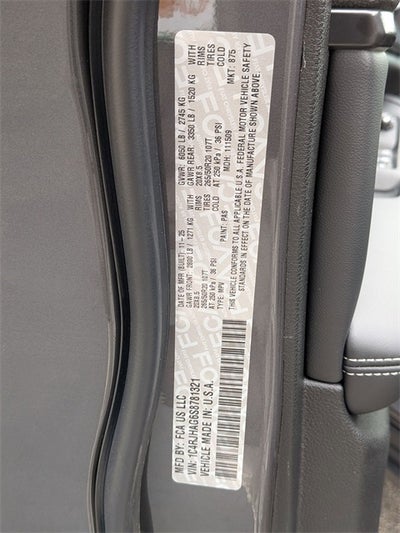 MFD BY: FCA US LLC
DATE OF MFR (BUILT): 11-25
GVWR: 6050 LB / 2745 KG
GAWR FRONT: 2800 LB / 1271 KG
GAWR REAR: 3350 LB / 1520 KG
WITH
20X8.5
20X8.5
RIMS
265/50R20 107T
TIRES
265/50R20 107T
TIRES
AT 250 kPa / 36 PSI
COLD
AT 250 kPa / 36 PSI
COLD
TYPE: MPV
PAINT: PAS
MDH: 111509
MKT: 875
THIS VEHICLE CONFORMS TO ALL APPLICABLE U.S.A. FEDERAL MOTOR VEHICLE SAFETY
STANDARDS IN EFFECT ON THE DATE OF MANUFACTURE SHOWN ABOVE.
VIN: 1C4RJHAG6S8781321
VEHICLE MADE IN: U.S.A.